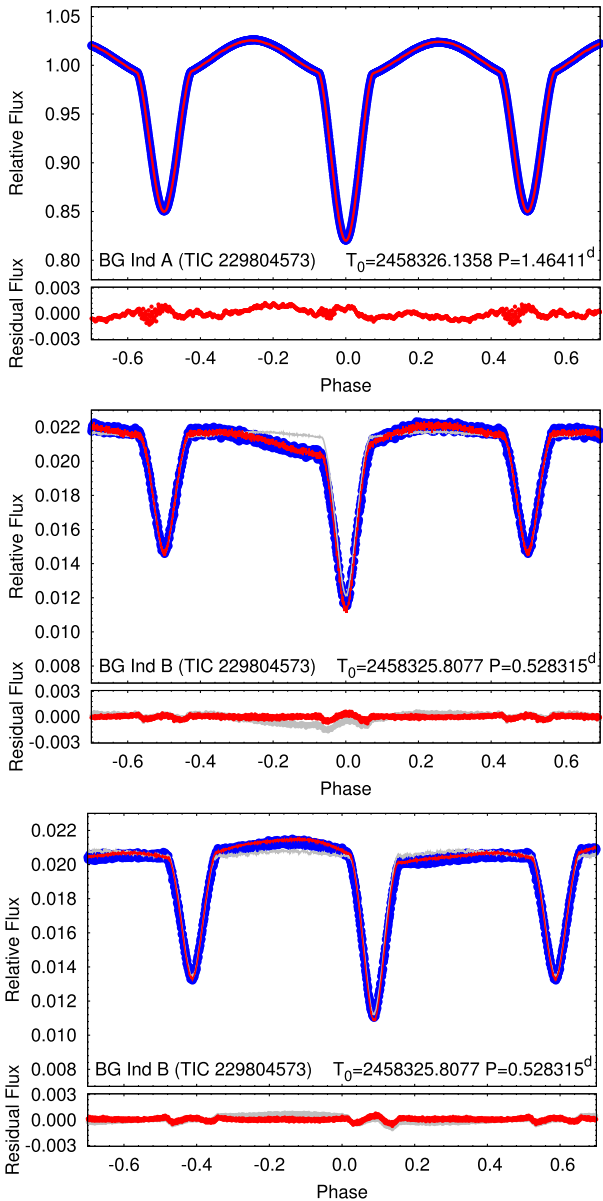 1.05
1.00
0.95
0.90
0.85
0.80
Relative Flux
BG Ind A (TIC 229804573) T₀=2458326.1358 P=1.46411ᵈ
0.003
0.000
-0.003
Residual Flux
-0.6 -0.4 -0.2 0.0 0.2 0.4 0.6
Phase
0.022
0.020
0.018
0.016
0.014
0.012
0.010
0.008
Relative Flux
BG Ind B (TIC 229804573) T₀=2458325.8077 P=0.528315ᵈ
0.003
0.000
-0.003
Residual Flux
-0.6 -0.4 -0.2 0.0 0.2 0.4 0.6
Phase
0.022
0.020
0.018
0.016
0.014
0.012
0.010
0.008
Relative Flux
BG Ind B (TIC 229804573) T₀=2458325.8077 P=0.528315ᵈ
0.003
0.000
-0.003
Residual Flux
-0.6 -0.4 -0.2 0.0 0.2 0.4 0.6
Phase